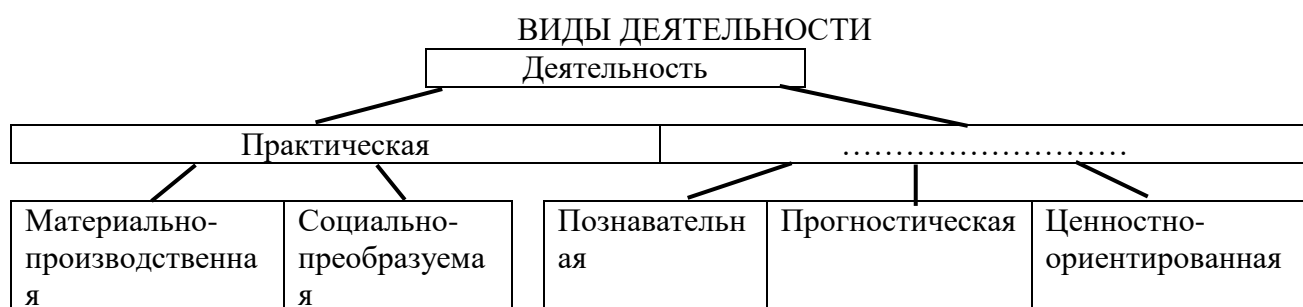 ВИДЫ ДЕЯТЕЛЬНОСТИ
Деятельность
Практическая
………………………
Материально-
производственна
я
Социально-
преобразуема
я
Познавательн
ая
Прогностическая
Ценностно-
ориентированная